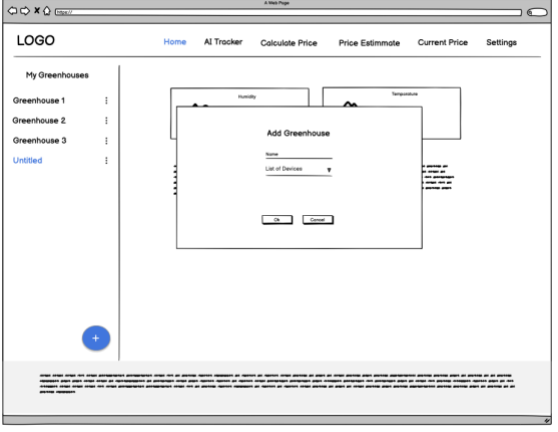 A Web Page
https://
LOGO
Home AI Tracker Calculate Price Price Estimmate Current Price Settings
My Greenhouses
Greenhouse 1
Greenhouse 2
Greenhouse 3
Untitled
Humidity
Temperature
Add Greenhouse
Name
List of Devices
Ok Cancel
+